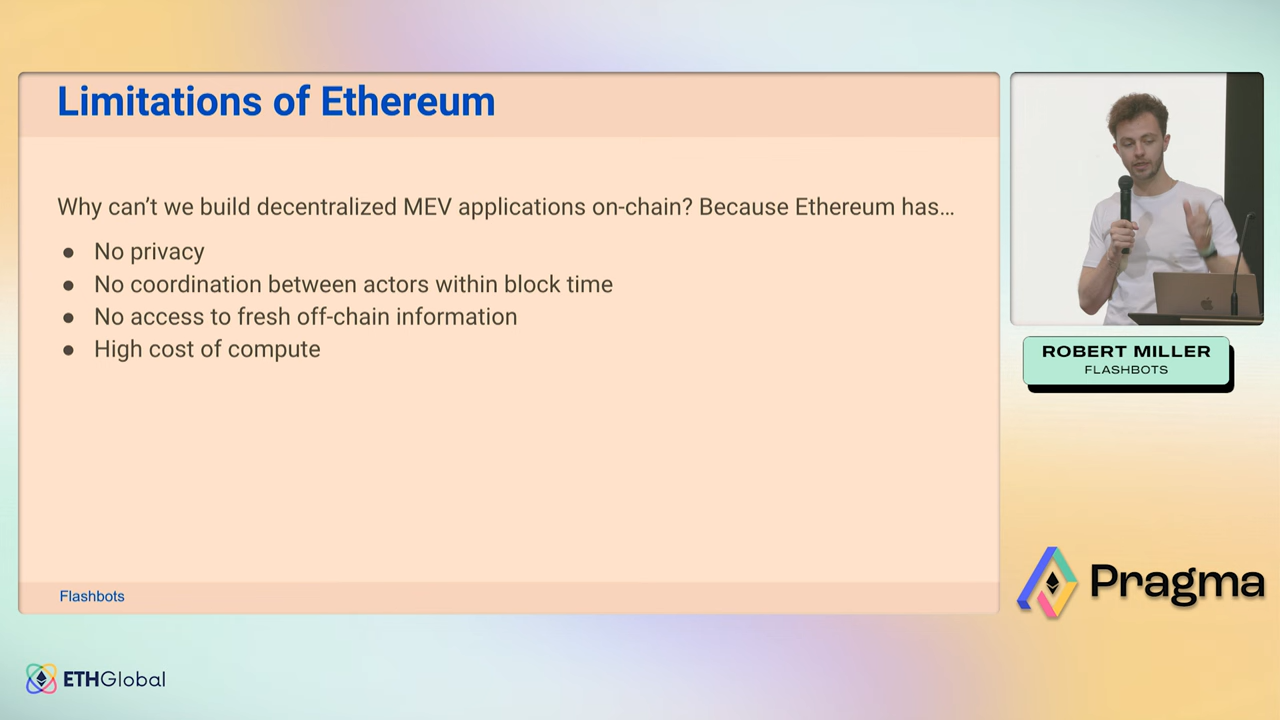 Limitations of Ethereum
Why can’t we build decentralized MEV applications on-chain? Because Ethereum has…
● No privacy
● No coordination between actors within block time
● No access to fresh off-chain information
● High cost of compute
Flashbots
ROBERT MILLER
FLASHBOTS
Pragma
ETHGlobal